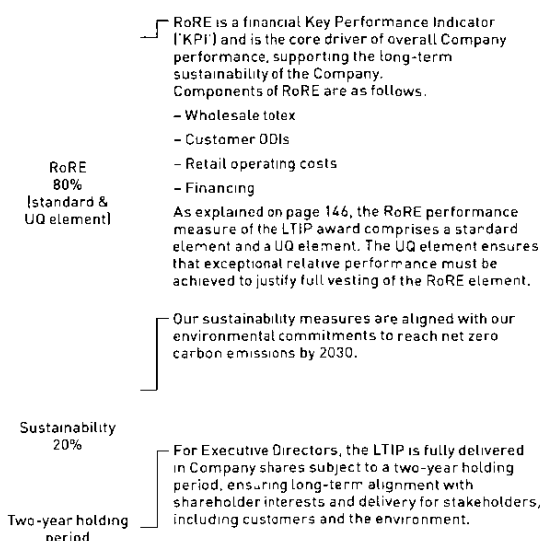 RoRE is a financial Key Performance Indicator
('KPI') and is the core driver of overall Company
performance, supporting the long-term
sustainability of the Company.
Components of RoRE are as follows.
– Wholesale totex
– Customer ODIs
– Retail operating costs
– Financing
As explained on page 146, the RoRE performance
measure of the LTIP award comprises a standard
element and a UQ element. The UQ element ensures
that exceptional relative performance must be
achieved to justify full vesting of the RoRE element.
RoRE
80%
(standard &
UQ element)
Our sustainability measures are aligned with our
environmental commitments to reach net zero
carbon emissions by 2030.
Sustainability
20%
For Executive Directors, the LTIP is fully delivered
in Company shares subject to a two-year holding
period, ensuring long-term alignment with
shareholder interests and delivery for stakeholders,
including customers and the environment.
Two-year holding
period